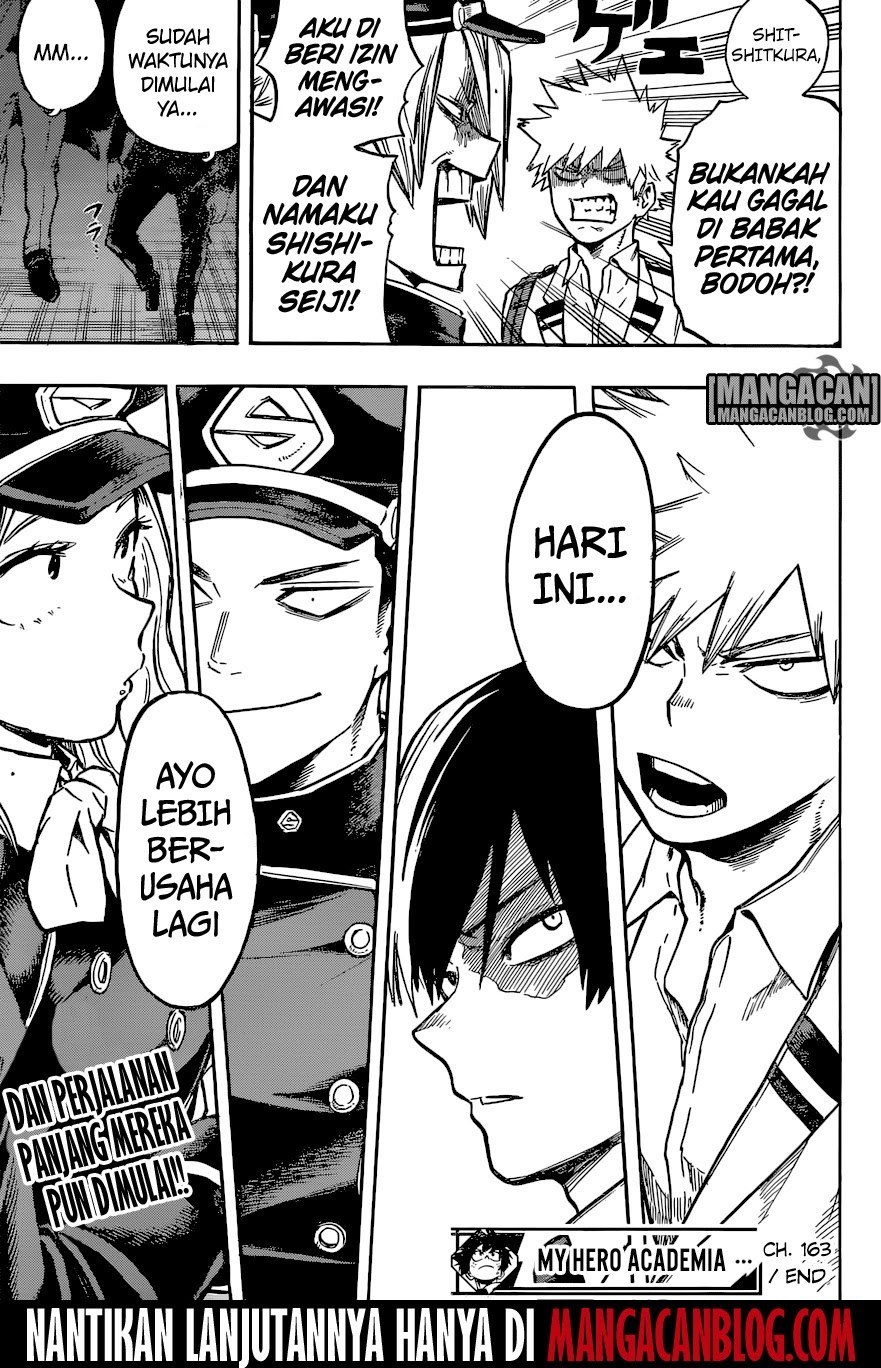 SHIT-
SHITKURA,
BUKANKAH
KAU GAGAL
DI BABAK
PERTAMA,
BODOH?!
ゲエ
AKU DI
BERI IZIN
MENG-
AWASI!
DAN
NAMAKU
SHISHI-
KURA
SEIJI!
SUDAH
WAKTUNYA
DIMULAI
YA...
MM...
[MANGACAN]
MANGACANBLOG.COM
HARI
INI...
AYO
LEBIH
BER-
USAHA
LAGI
DAN PERJALANAN
PANJANG MEREKA
PUN DIMULAI!!
MY HERO ACADEMIA ...
CH. 163
/ END
NANTIKAN LANJUTANNYA HANYA DI MANGACANBLOG.COM